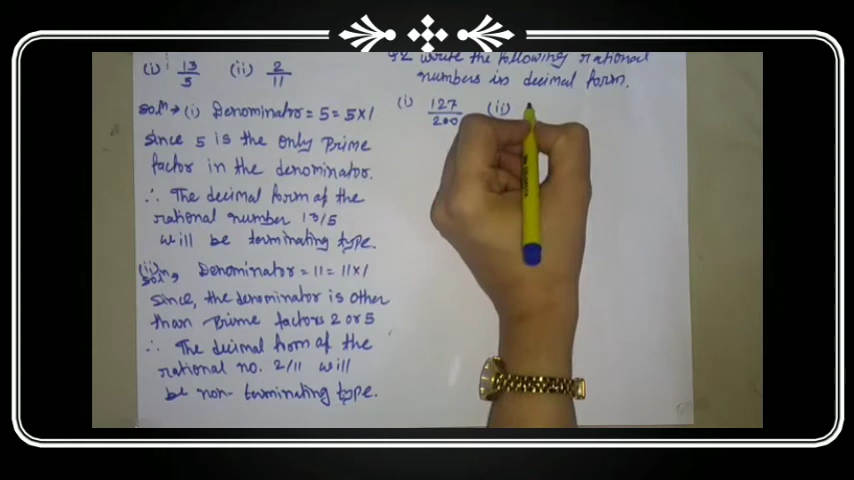 (i) 13/5 (ii) 2/11
Soln → (i) Denominator = 5 = 5×1
since 5 is the only Prime
factor in the denominator.
∴ The decimal form of the
rational number 13/5
will be terminating type.
(ii) Soln → Denominator = 11 = 11×1
Since, the denominator is other
than Prime factors 2 or 5
∴ The decimal from of the
rational no. 2/11 will
be non-terminating type.
Q2 write the following rational
numbers in decimal form.
(i) 127/200 (ii)